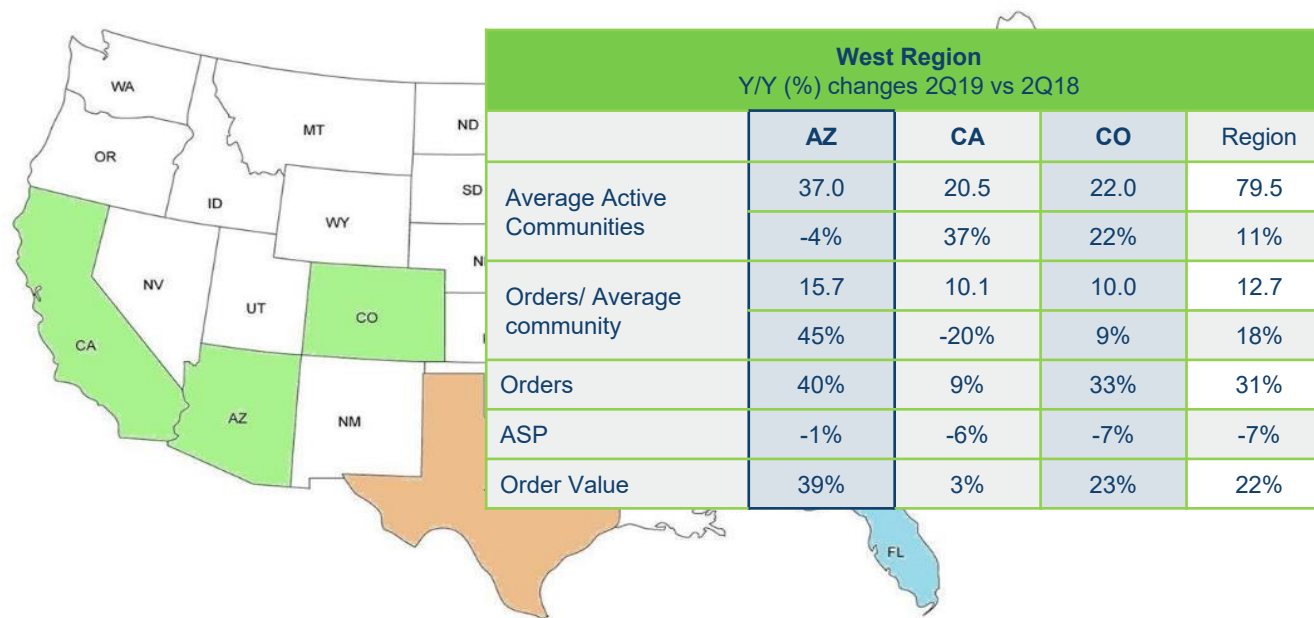 West Region
Y/Y (%) changes 2Q19 vs 2Q18
AZ CA CO Region
Average Active
Communities
37.0 20.5 22.0 79.5
-4% 37% 22% 11%
Orders/ Average
community
15.7 10.1 10.0 12.7
45% -20% 9% 18%
Orders 40% 9% 33% 31%
ASP -1% -6% -7% -7%
Order Value 39% 3% 23% 22%
WA
MT
ND
OR
ID
SD
WY
NV
UT
CO
CA
AZ
NM
FL